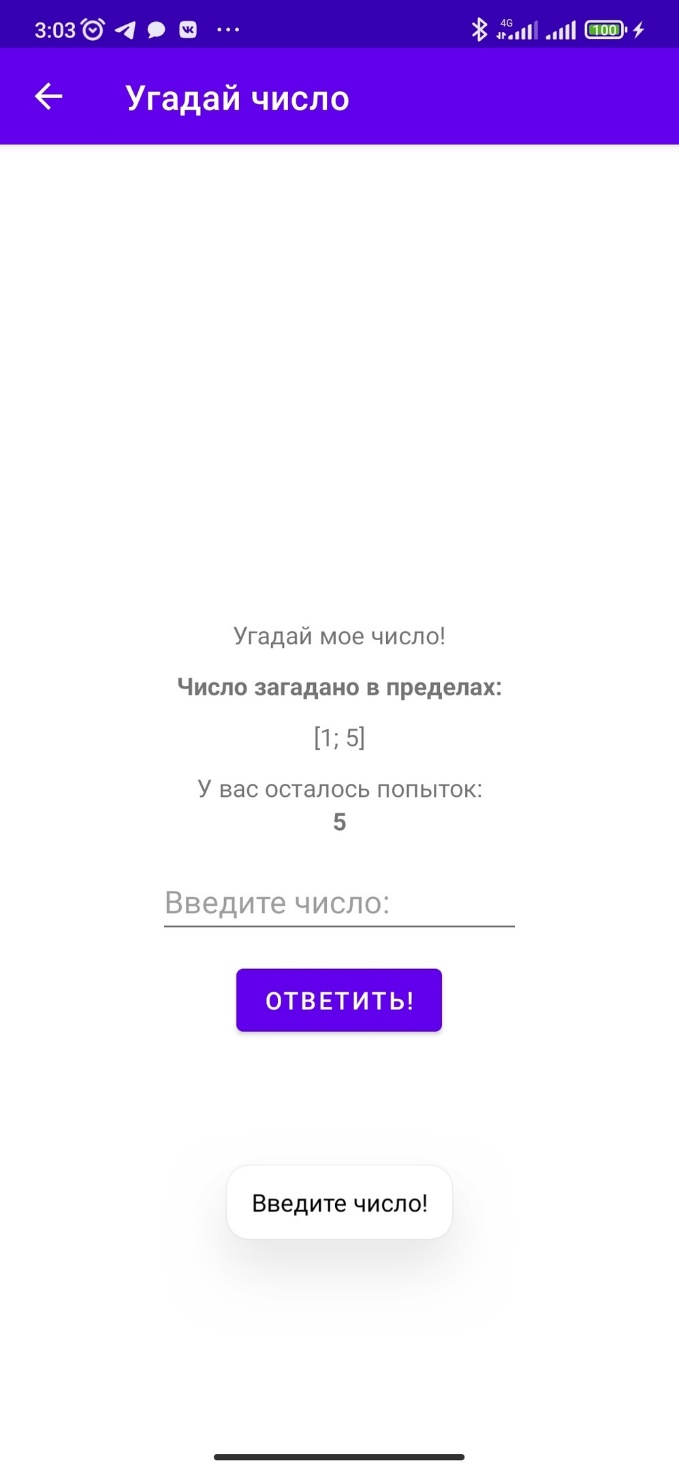 3:03
4G
100
Угадай число
Угадай мое число!
Число загадано в пределах:
[1; 5]
У вас осталось попыток:
5
Введите число:
ОТВЕТИТЬ!
Введите число!